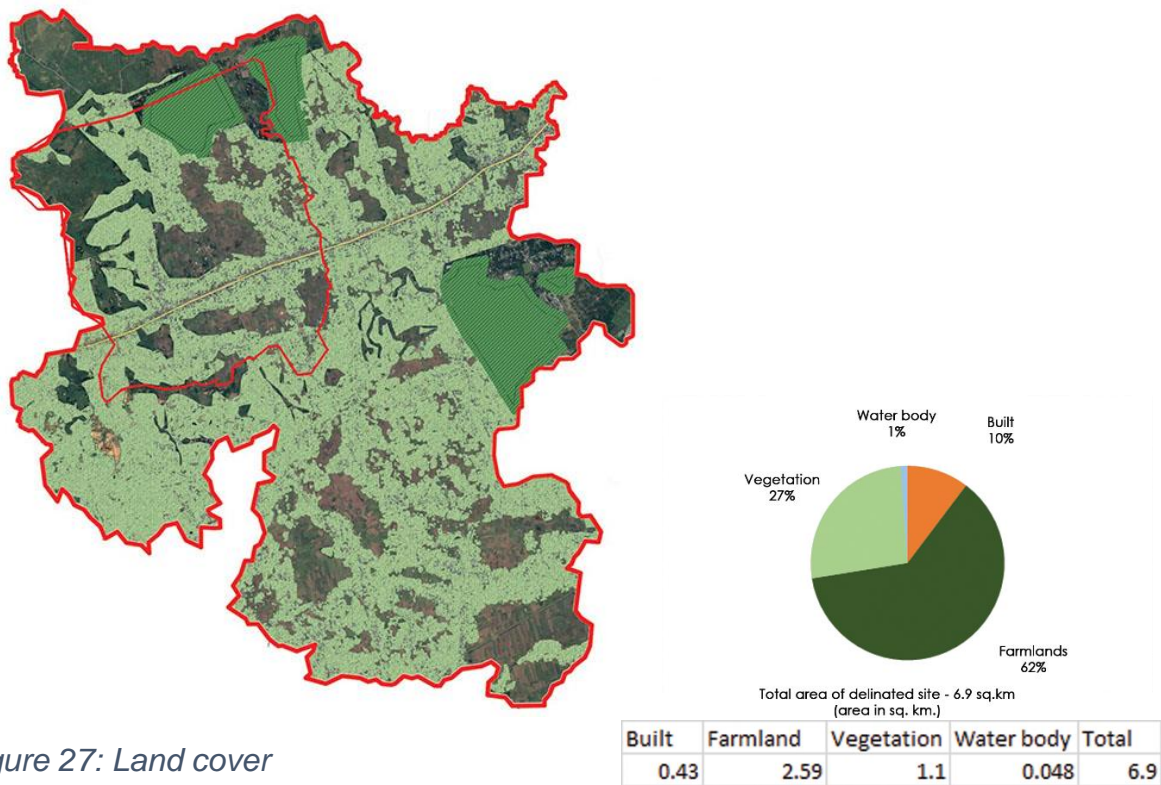 Water body
1%
Built
10%
Vegetation
27%
Farmlands
62%
Total area of delinated site - 6.9 sq.km
(area in sq. km.)
Built Farmland Vegetation Water body Total
0.43 2.59 1.1 0.048 6.9
gure 27: Land cover